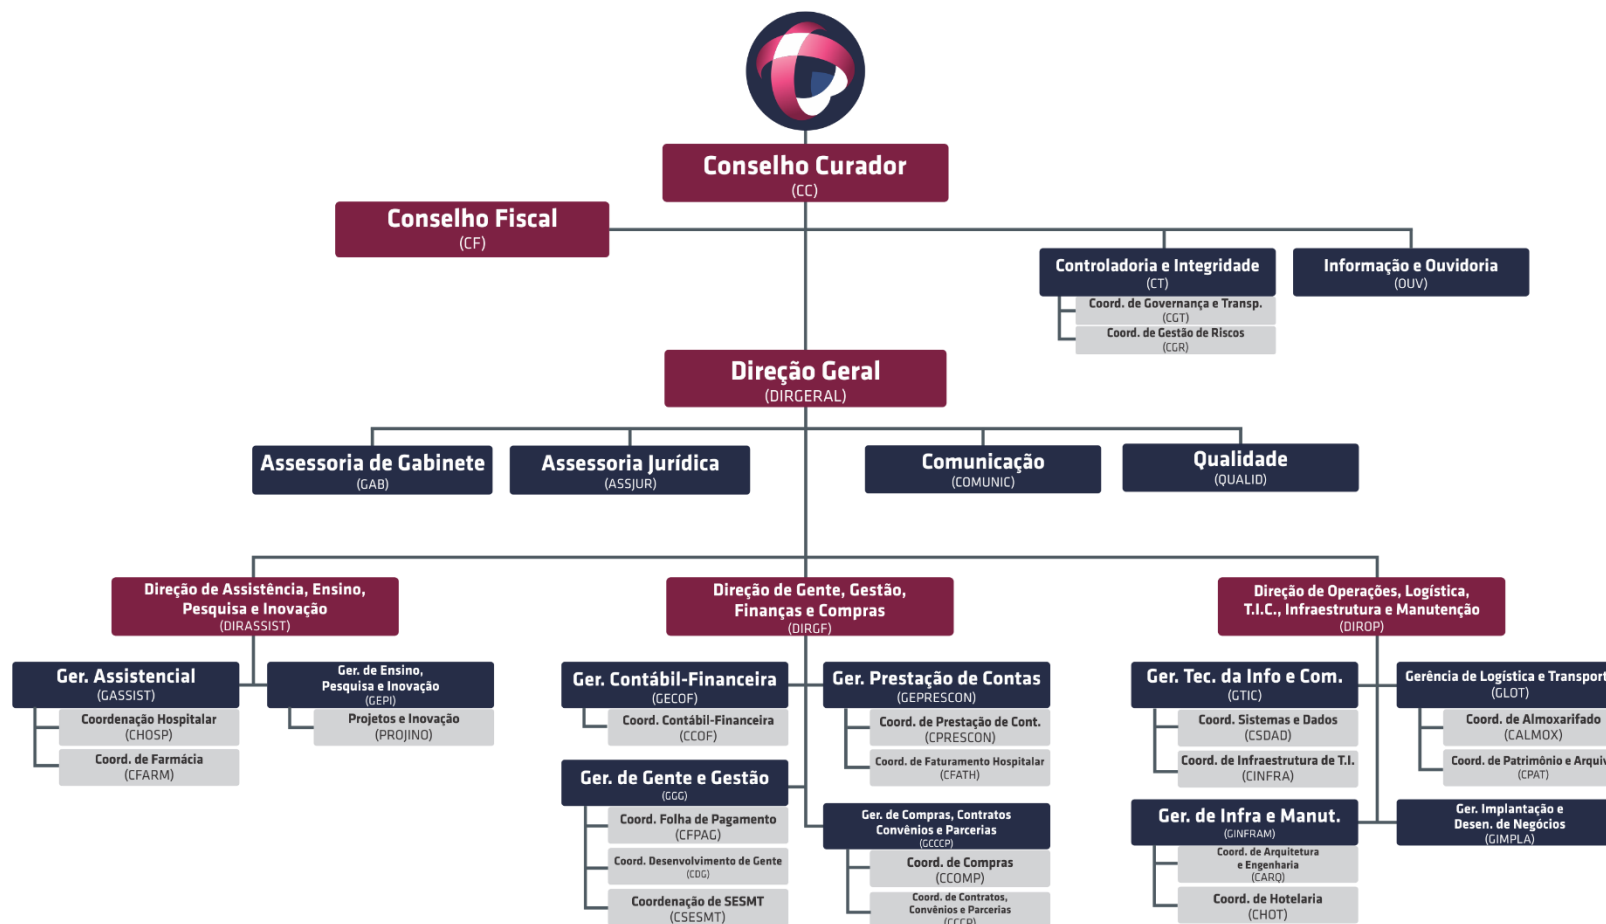 Conselho Curador
(CC)
Conselho Fiscal
(CF)
Controladoria e Integridade
(CT)
Coord. de Governança e Transp.
(CGT)
Coord. de Gestão de Riscos
(CGR)
Informação e Ouvidoria
(OUV)
Direção Geral
(DIRGERAL)
Assessoria de Gabinete
(GAB)
Assessoria Jurídica
(ASSJUR)
Comunicação
(COMUNIC)
Qualidade
(QUALID)
Direção de Assistência, Ensino,
Pesquisa e Inovação
(DIRASSIST)
Ger. Assistencial
(GASSIST)
Coordenação Hospitalar
(CHOSP)
Coord. de Farmácia
(CFARM)
Ger. de Ensino,
Pesquisa e Inovação
(GEPI)
Projetos e Inovação
(PROJINO)
Direção de Gente, Gestão,
Finanças e Compras
(DIRGF)
Ger. Contábil-Financeira
(GECOF)
Coord. Contábil-Financeira
(CCOF)
Ger. de Gente e Gestão
(GGG)
Coord. Folha de Pagamento
(CFPAG)
Coord. Desenvolvimento de Gente
(CDG)
Coordenação de SESMT
(CSESMT)
Ger. Prestação de Contas
(GEPRESCON)
Coord. de Prestação de Cont.
(CPRESCON)
Coord. de Faturamento Hospitalar
(CFATH)
Ger. de Compras, Contratos
Convênios e Parcerias
(GCCCP)
Coord. de Compras
(CCOMP)
Coord. de Contratos,
Convênios e Parcerias
(CCCP)
Direção de Operações, Logística,
T.I.C., Infraestrutura e Manutenção
(DIROP)
Ger. Tec. da Info e Com.
(GTIC)
Coord. Sistemas e Dados
(CSDAD)
Coord. de Infraestrutura de T.I.
(CINFRA)
Ger. de Infra e Manut.
(GINFRAM)
Coord. de Arquitetura
e Engenharia
(CARQ)
Coord. de Hotelaria
(CHOT)
Gerência de Logística e Transport
(GLOT)
Coord. de Almoxarifado
(CALMOX)
Coord. de Patrimônio e Arquiv
(CPAT)
Ger. Implantação e
Desen. de Negócios
(GIMPLA)